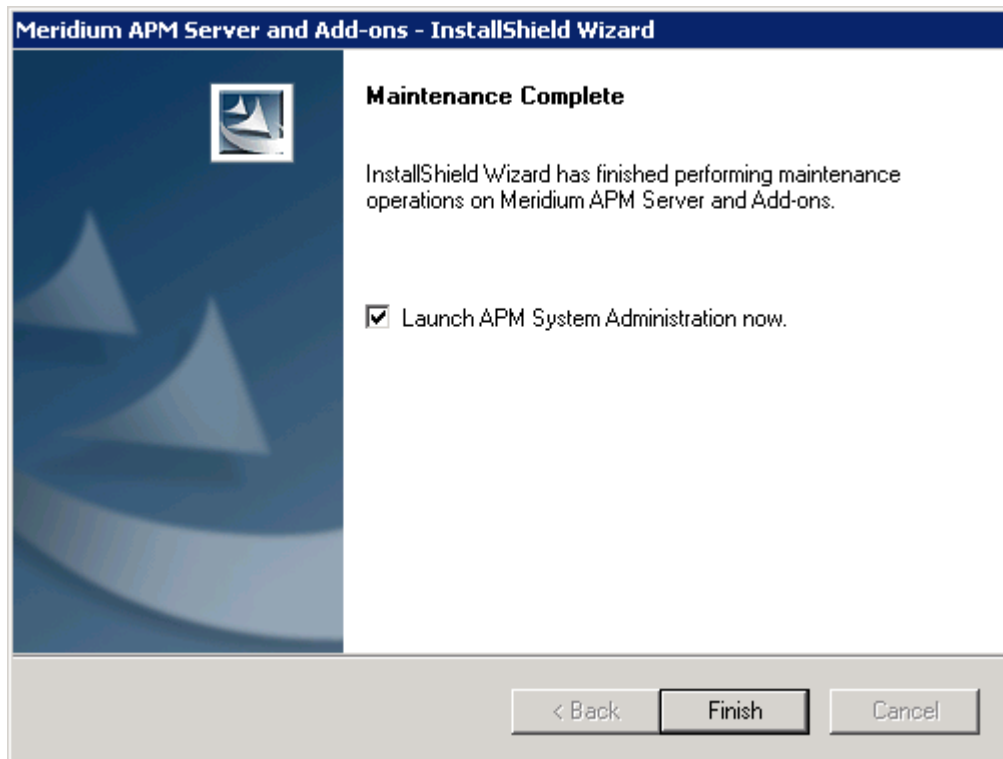 Meridium APM Server and Add-ons - InstallShield Wizard
Maintenance Complete
InstallShield Wizard has finished performing maintenance
operations on Meridium APM Server and Add-ons.
Launch APM System Administration now.
< Back
Finish
Cancel